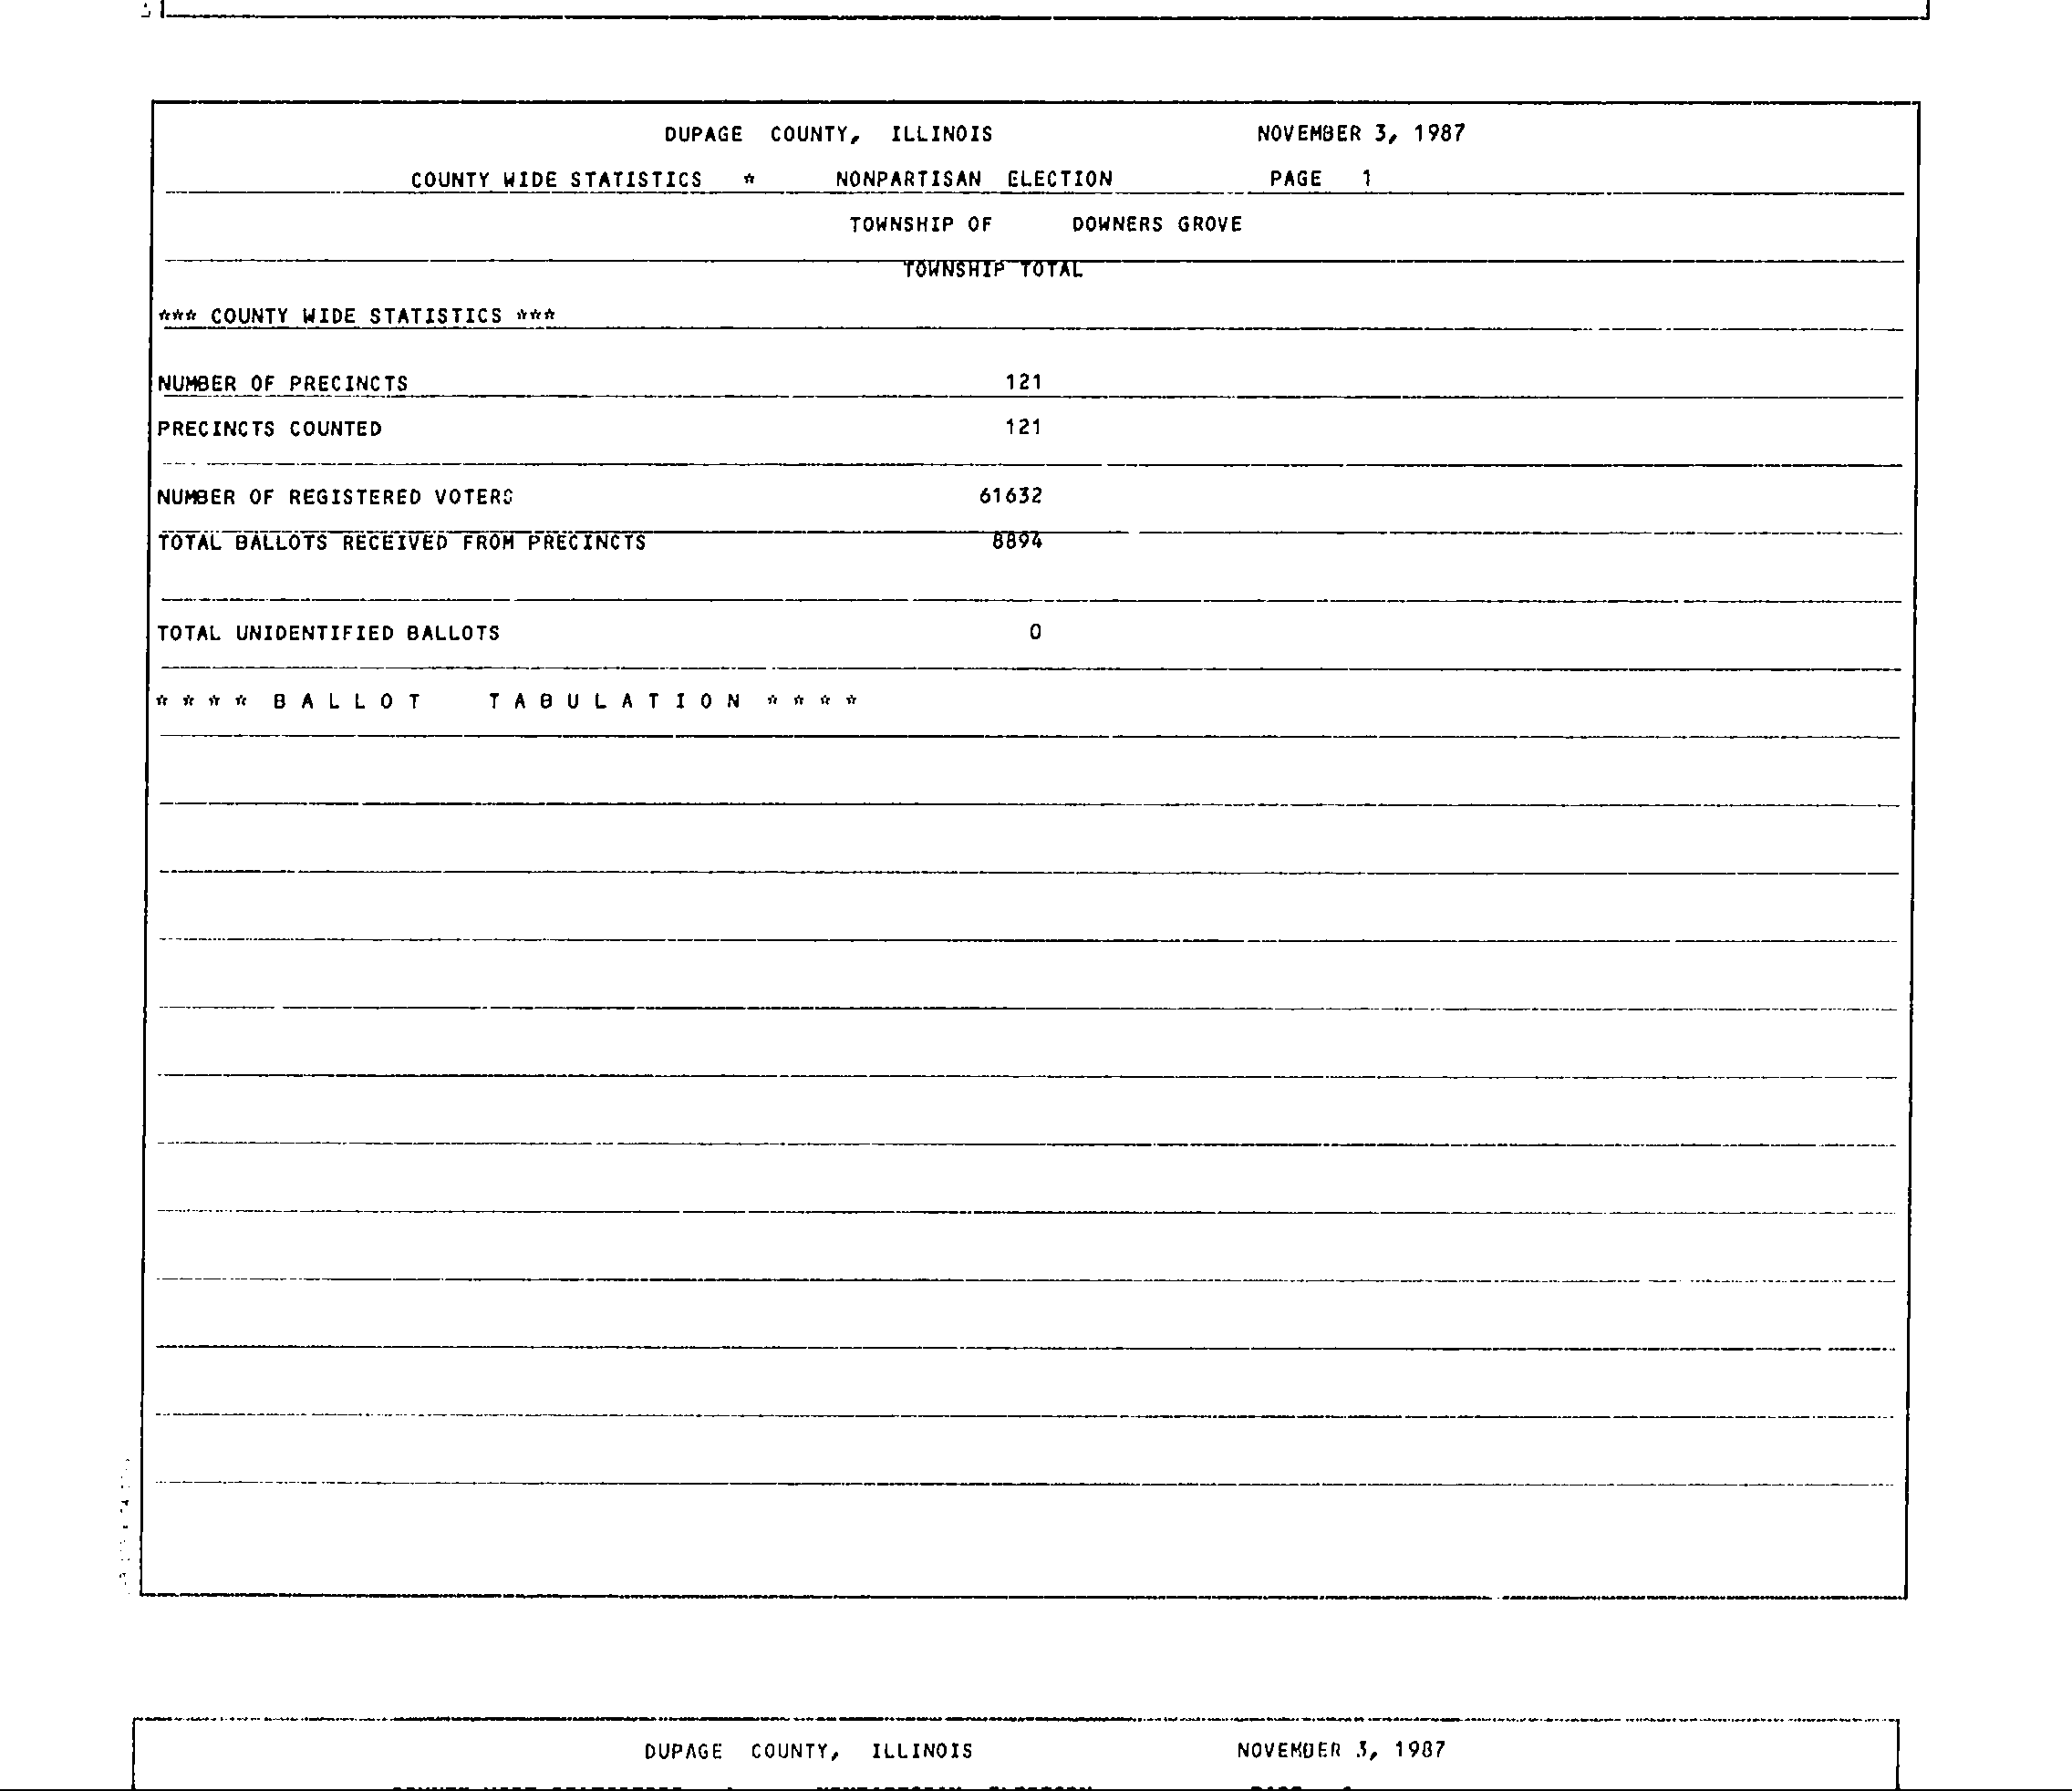 DUPAGE COUNTY, ILLINOIS NOVEMBER 3, 1987
COUNTY WIDE STATISTICS * NONPARTISAN ELECTION PAGE 1
TOWNSHIP OF DOWNERS GROVE
TOWNSHIP TOTAL
*** COUNTY WIDE STATISTICS ***
NUMBER OF PRECINCTS 121
PRECINCTS COUNTED 121
NUMBER OF REGISTERED VOTERS 61632
TOTAL BALLOTS RECEIVED FROM PRECINCTS 8894
TOTAL UNIDENTIFIED BALLOTS 0
* * * * B A L L O T T A B U L A T I O N * * * *
DUPAGE COUNTY, ILLINOIS NOVEMBER 3, 1987